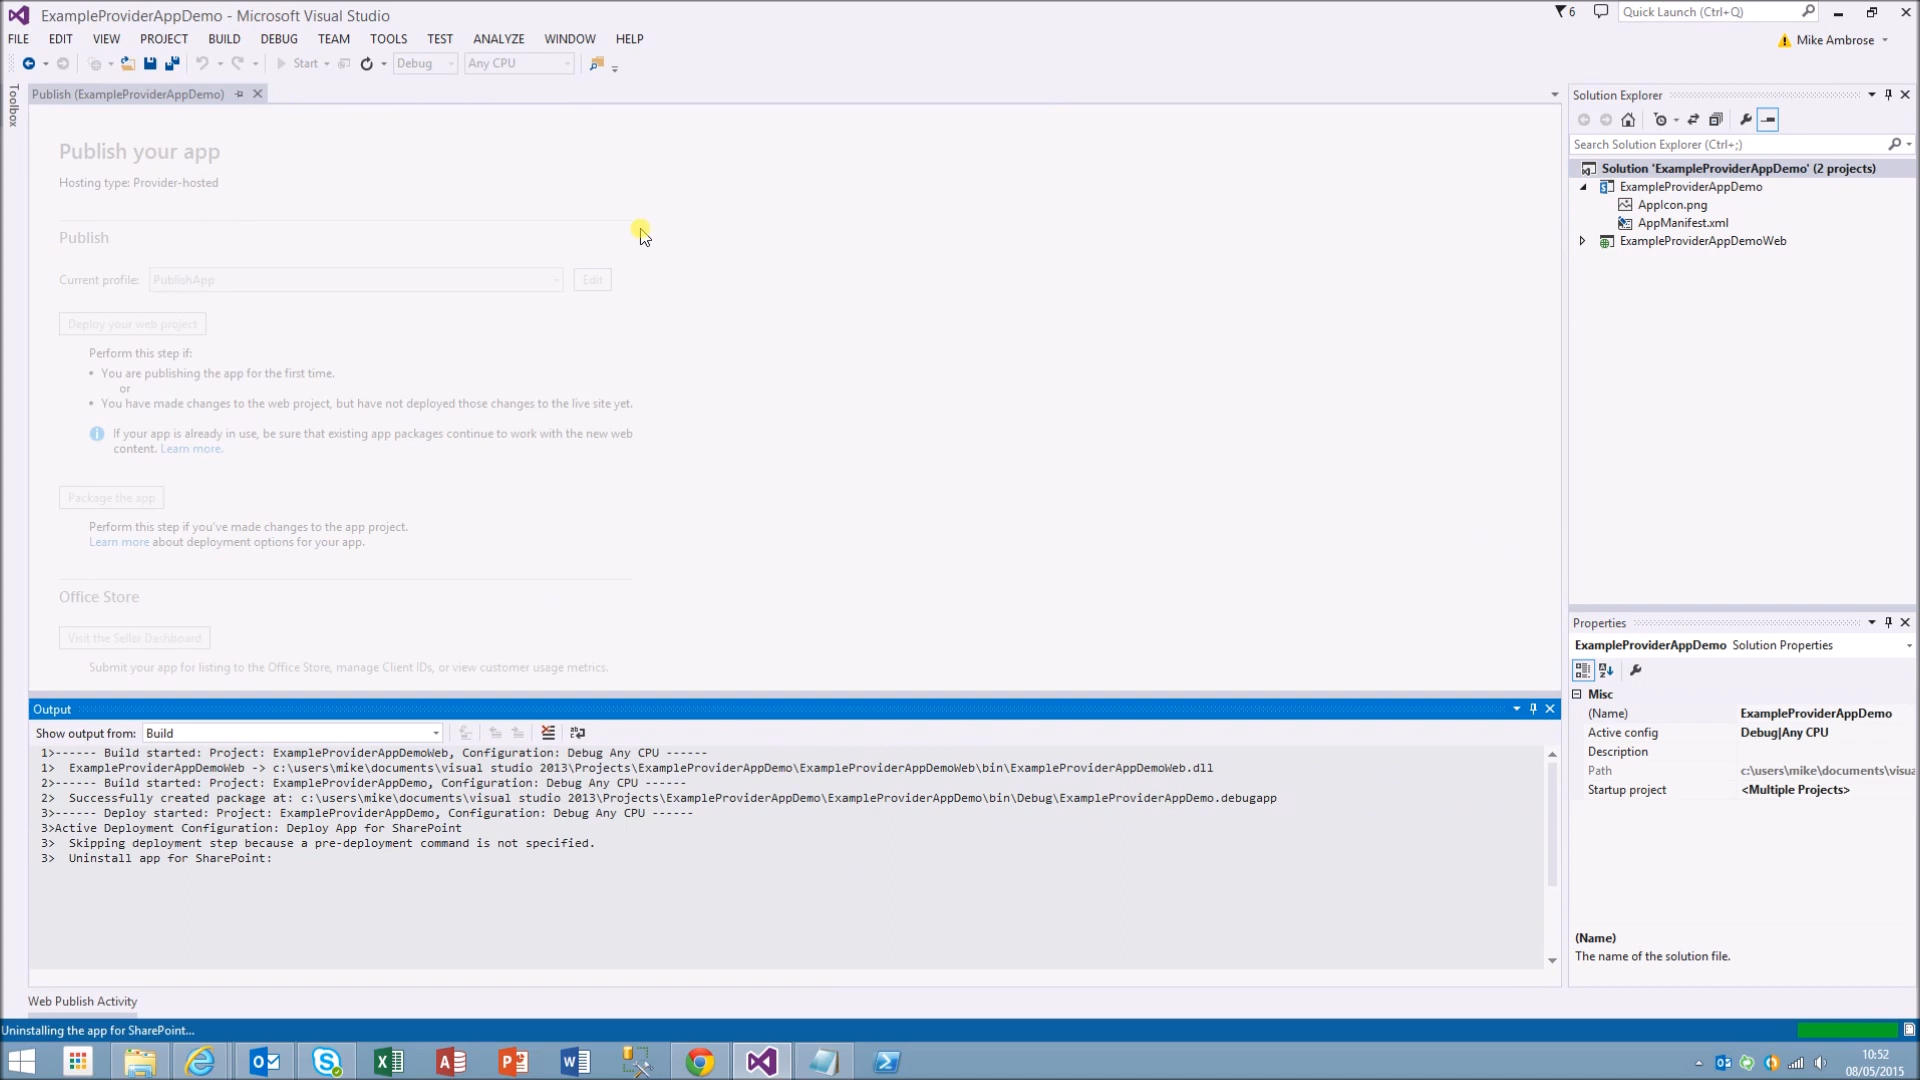 ExampleProviderAppDemo - Microsoft Visual Studio
6
Quick Launch (Ctrl+Q)
FILE EDIT VIEW PROJECT BUILD DEBUG TEAM TOOLS TEST ANALYZE WINDOW HELP
Mike Ambrose
Start
Debug
Any CPU
Toolbox
Publish (ExampleProviderAppDemo)
Publish your app
Hosting type: Provider-hosted
Publish
Current profile: PublishApp Edit
Deploy your web project
Perform this step if:
• You are publishing the app for the first time.
or
• You have made changes to the web project, but have not deployed those changes to the live site yet.
If your app is already in use, be sure that existing app packages continue to work with the new web
content. Learn more.
Package the app
Perform this step if you've made changes to the app project.
Learn more about deployment options for your app.
Office Store
Visit the Seller Dashboard
Submit your app for listing to the Office Store, manage Client IDs, or view customer usage metrics.
Output
Show output from: Build
1>------ Build started: Project: ExampleProviderAppDemoWeb, Configuration: Debug Any CPU ------
1>  ExampleProviderAppDemoWeb -> c:\users\mike\documents\visual studio 2013\Projects\ExampleProviderAppDemo\ExampleProviderAppDemoWeb\bin\ExampleProviderAppDemoWeb.dll
2>------ Build started: Project: ExampleProviderAppDemo, Configuration: Debug Any CPU ------
2>  Successfully created package at: c:\users\mike\documents\visual studio 2013\Projects\ExampleProviderAppDemo\ExampleProviderAppDemo\bin\Debug\ExampleProviderAppDemo.debugapp
3>------ Deploy started: Project: ExampleProviderAppDemo, Configuration: Debug Any CPU ------
3>Active Deployment Configuration: Deploy App for SharePoint
3>  Skipping deployment step because a pre-deployment command is not specified.
3>  Uninstall app for SharePoint:
Web Publish Activity
Uninstalling the app for SharePoint...
Solution Explorer
Search Solution Explorer (Ctrl+;)
Solution 'ExampleProviderAppDemo' (2 projects)
ExampleProviderAppDemo
AppIcon.png
AppManifest.xml
ExampleProviderAppDemoWeb
Properties
ExampleProviderAppDemo Solution Properties
Misc
(Name) ExampleProviderAppDemo
Active config Debug|Any CPU
Description
Path c:\users\mike\documents\visua
Startup project <Multiple Projects>
(Name)
The name of the solution file.
10:52
08/05/2015